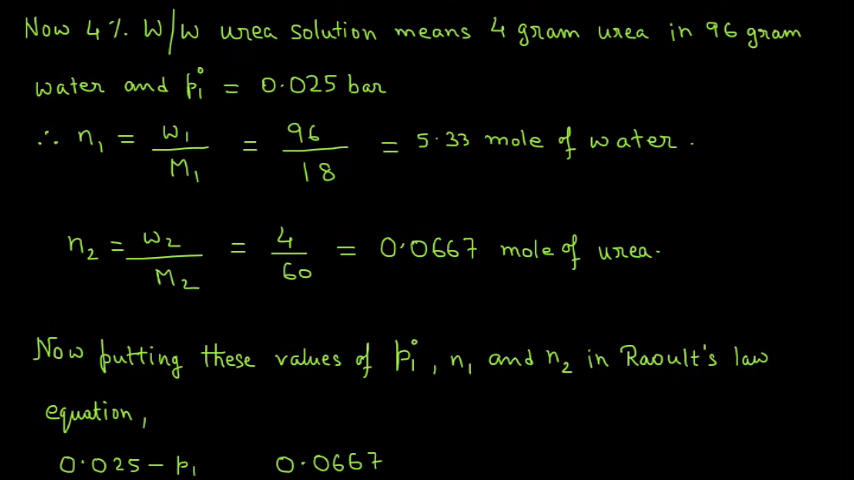 Now 4% W/W urea solution means 4 gram urea in 96 gram
water and p₁° = 0.025 bar
∴ n₁ = w₁/M₁ = 96/18 = 5.33 mole of water.
n₂ = w₂/M₂ = 4/60 = 0.0667 mole of urea.
Now putting these values of p₁°, n₁ and n₂ in Raoult's law
equation,
0.025 − p₁ 0.0667